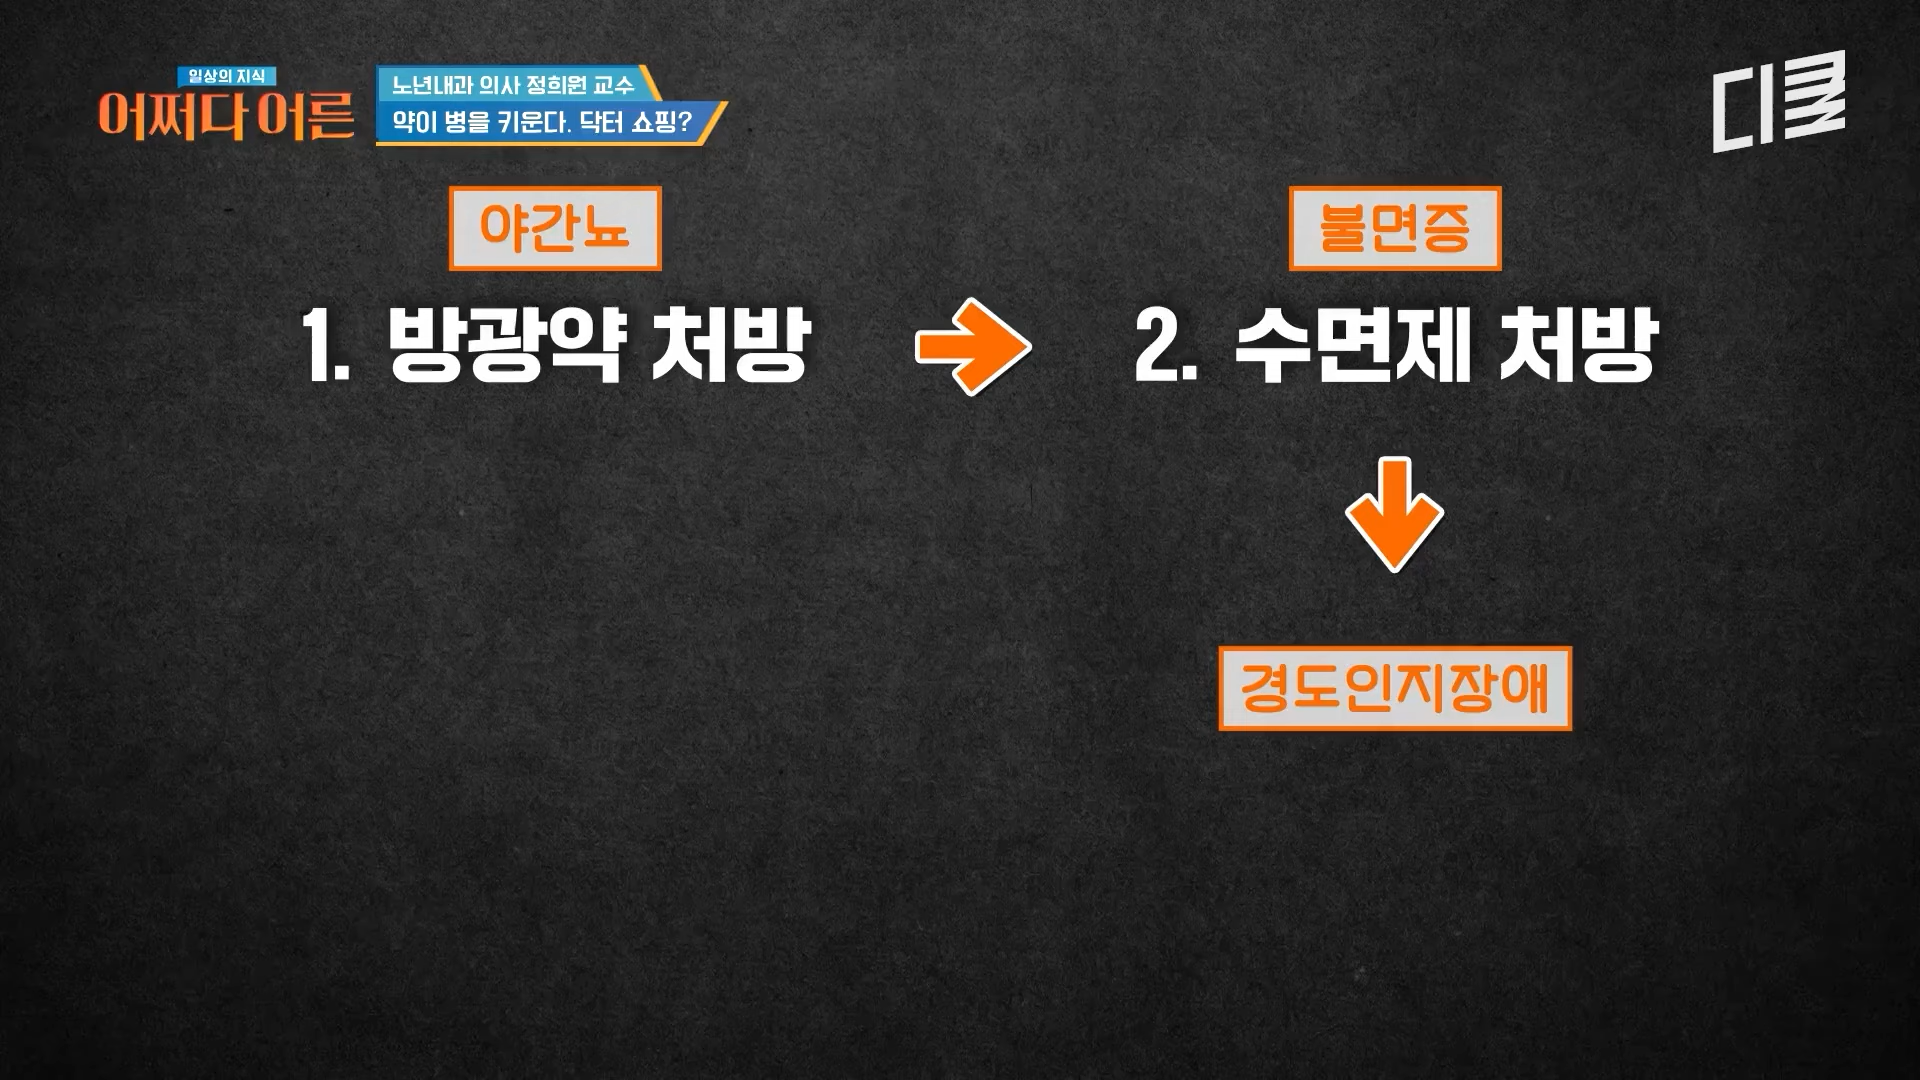 일상의 지식
어쩌다 어른
노년내과 의사 정희원 교수
약이 병을 키운다. 닥터 쇼핑?
디글
야간뇨
불면증
1. 방광약 처방
2. 수면제 처방
경도인지장애